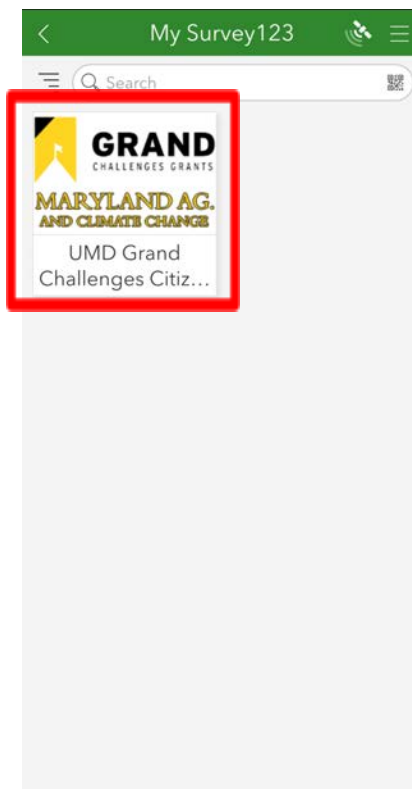 My Survey123
Search
GRAND
CHALLENGES GRANTS
MARYLAND AG.
AND CLIMATE CHANGE
UMD Grand
Challenges Citiz...